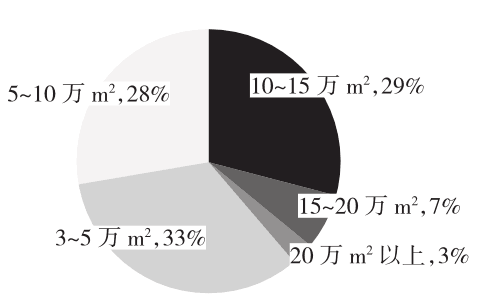 10~15 万 m²,29%
5~10 万 m²,28%
15~20 万 m²,7%
3~5 万 m²,33%
20 万 m² 以上,3%